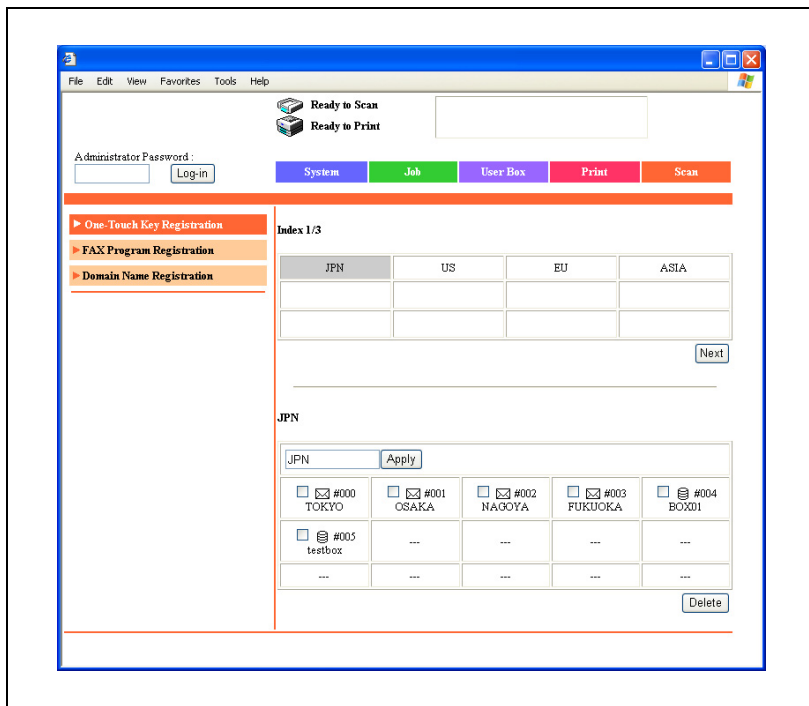 File Edit View Favorites Tools Help
Ready to Scan
Ready to Print
Administrator Password :
Log-in
System Job User Box Print Scan
One-Touch Key Registration
FAX Program Registration
Domain Name Registration
Index 1/3
JPN US EU ASIA
Next
JPN
JPN Apply
#000 #001 #002 #003 #004
TOKYO OSAKA NAGOYA FUKUOKA BOX01
#005
testbox --- --- --- ---
--- --- --- --- ---
Delete